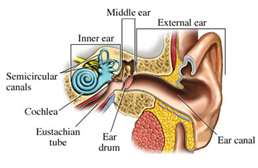 Middle ear
External ear
Inner ear
Semicircular
canals
Cochlea
Eustachian
tube
Ear
drum
Ear canal